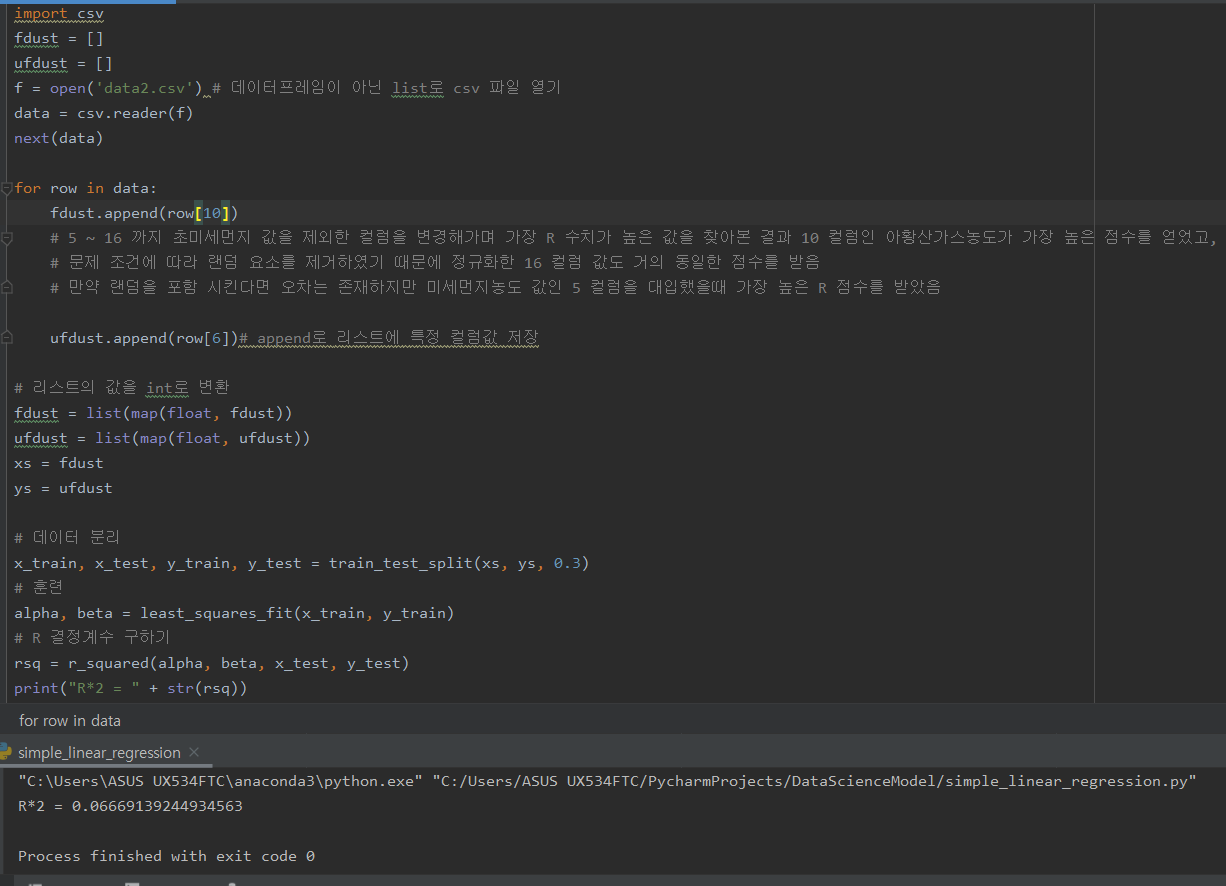 import csv
fdust = []
ufdust = []
f = open('data2.csv') # 데이터프레임이 아닌 list로 csv 파일 열기
data = csv.reader(f)
next(data)
for row in data:
fdust.append(row[10])
# 5 ~ 16 까지 초미세먼지 값을 제외한 컬럼을 변경해가며 가장 R 수치가 높은 값을 찾아본 결과 10 컬럼인 아황산가스농도가 가장 높은 점수를 얻었고,
# 문제 조건에 따라 랜덤 요소를 제거하였기 때문에 정규화한 16 컬럼 값도 거의 동일한 점수를 받음
# 만약 랜덤을 포함 시킨다면 오차는 존재하지만 미세먼지농도 값인 5 컬럼을 대입했을때 가장 높은 R 점수를 받았음
ufdust.append(row[6])# append로 리스트에 특정 컬럼값 저장
# 리스트의 값을 int로 변환
fdust = list(map(float, fdust))
ufdust = list(map(float, ufdust))
xs = fdust
ys = ufdust
# 데이터 분리
x_train, x_test, y_train, y_test = train_test_split(xs, ys, 0.3)
# 훈련
alpha, beta = least_squares_fit(x_train, y_train)
# R 결정계수 구하기
rsq = r_squared(alpha, beta, x_test, y_test)
print("R*2 = " + str(rsq))
for row in data
simple_linear_regression
"C:\Users\ASUS UX534FTC\anaconda3\python.exe" "C:/Users/ASUS UX534FTC/PycharmProjects/DataScienceModel/simple_linear_regression.py"
R*2 = 0.06669139244934563
Process finished with exit code 0